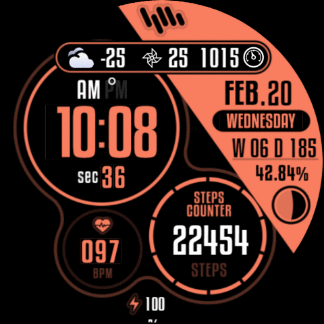 -25 25 1015
AM PM
FEB.20
10:08
WEDNESDAY
W 06 D 185
sec 36
42.84%
STEPS
COUNTER
22454
STEPS
097
BPM
100
%